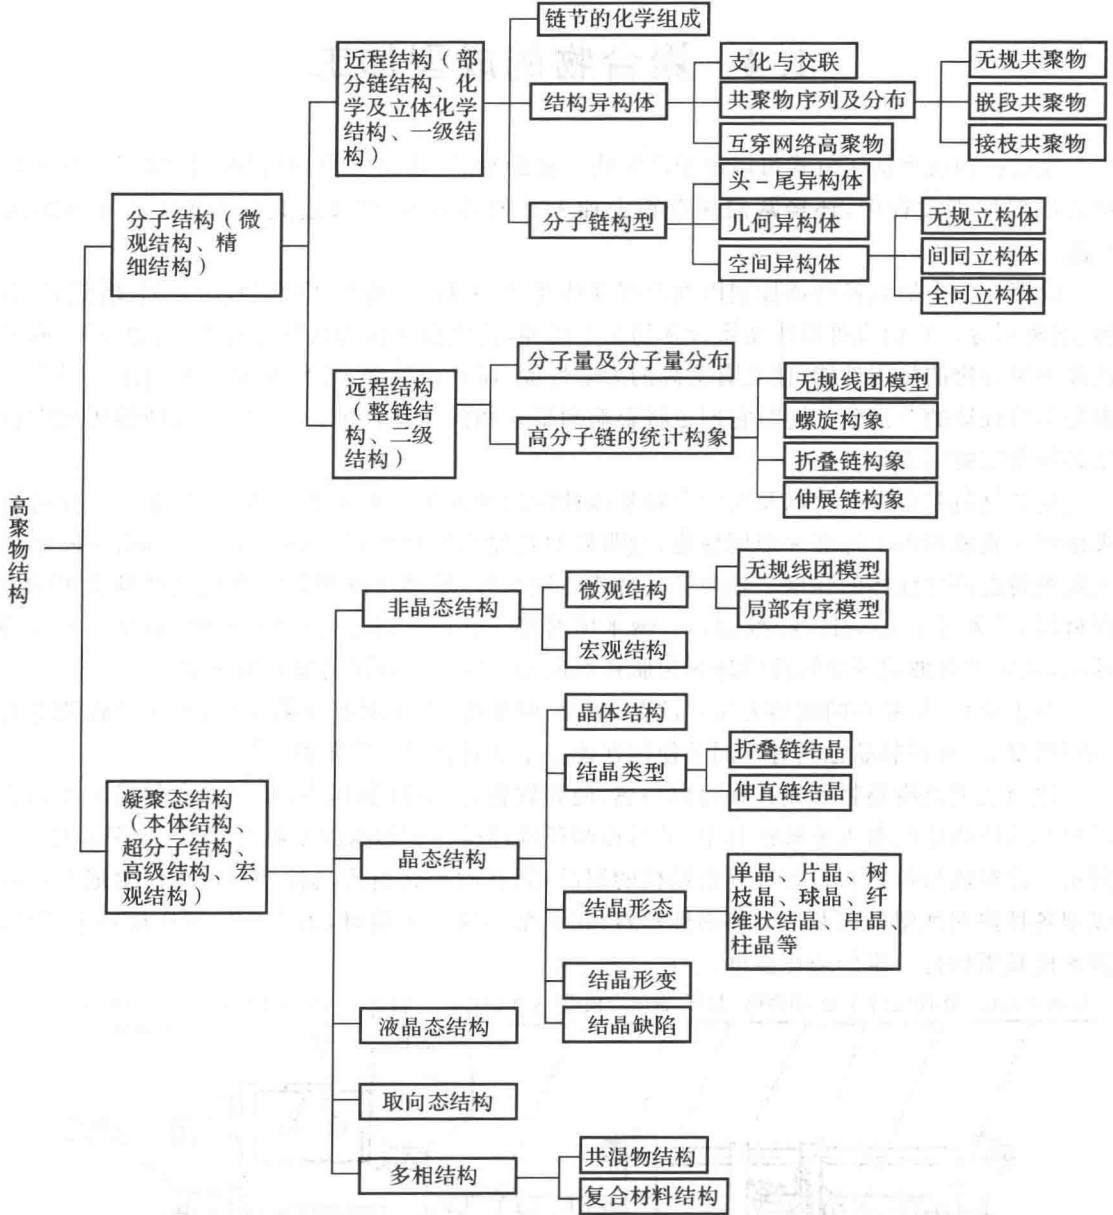 链节的化学组成
近程结构（部
分链结构、化
学及立体化学
结构、一级结
构）
结构异构体
支化与交联
共聚物序列及分布
互穿网络高聚物
无规共聚物
嵌段共聚物
接枝共聚物
分子结构（微
观结构、精
细结构）
分子链构型
头-尾异构体
几何异构体
空间异构体
无规立构体
间同立构体
全同立构体
远程结构
（整链结
构、二级
结构）
分子量及分子量分布
高分子链的统计构象
无规线团模型
螺旋构象
折叠链构象
伸展链构象
高聚物结构
非晶态结构
微观结构
宏观结构
无规线团模型
局部有序模型
凝聚态结构
（本体结构、
超分子结构、
高级结构、宏
观结构）
晶态结构
晶体结构
结晶类型
折叠链结晶
伸直链结晶
结晶形态
单晶、片晶、树
枝晶、球晶、纤
维状结晶、串晶、
柱晶等
结晶形变
结晶缺陷
液晶态结构
取向态结构
多相结构
共混物结构
复合材料结构